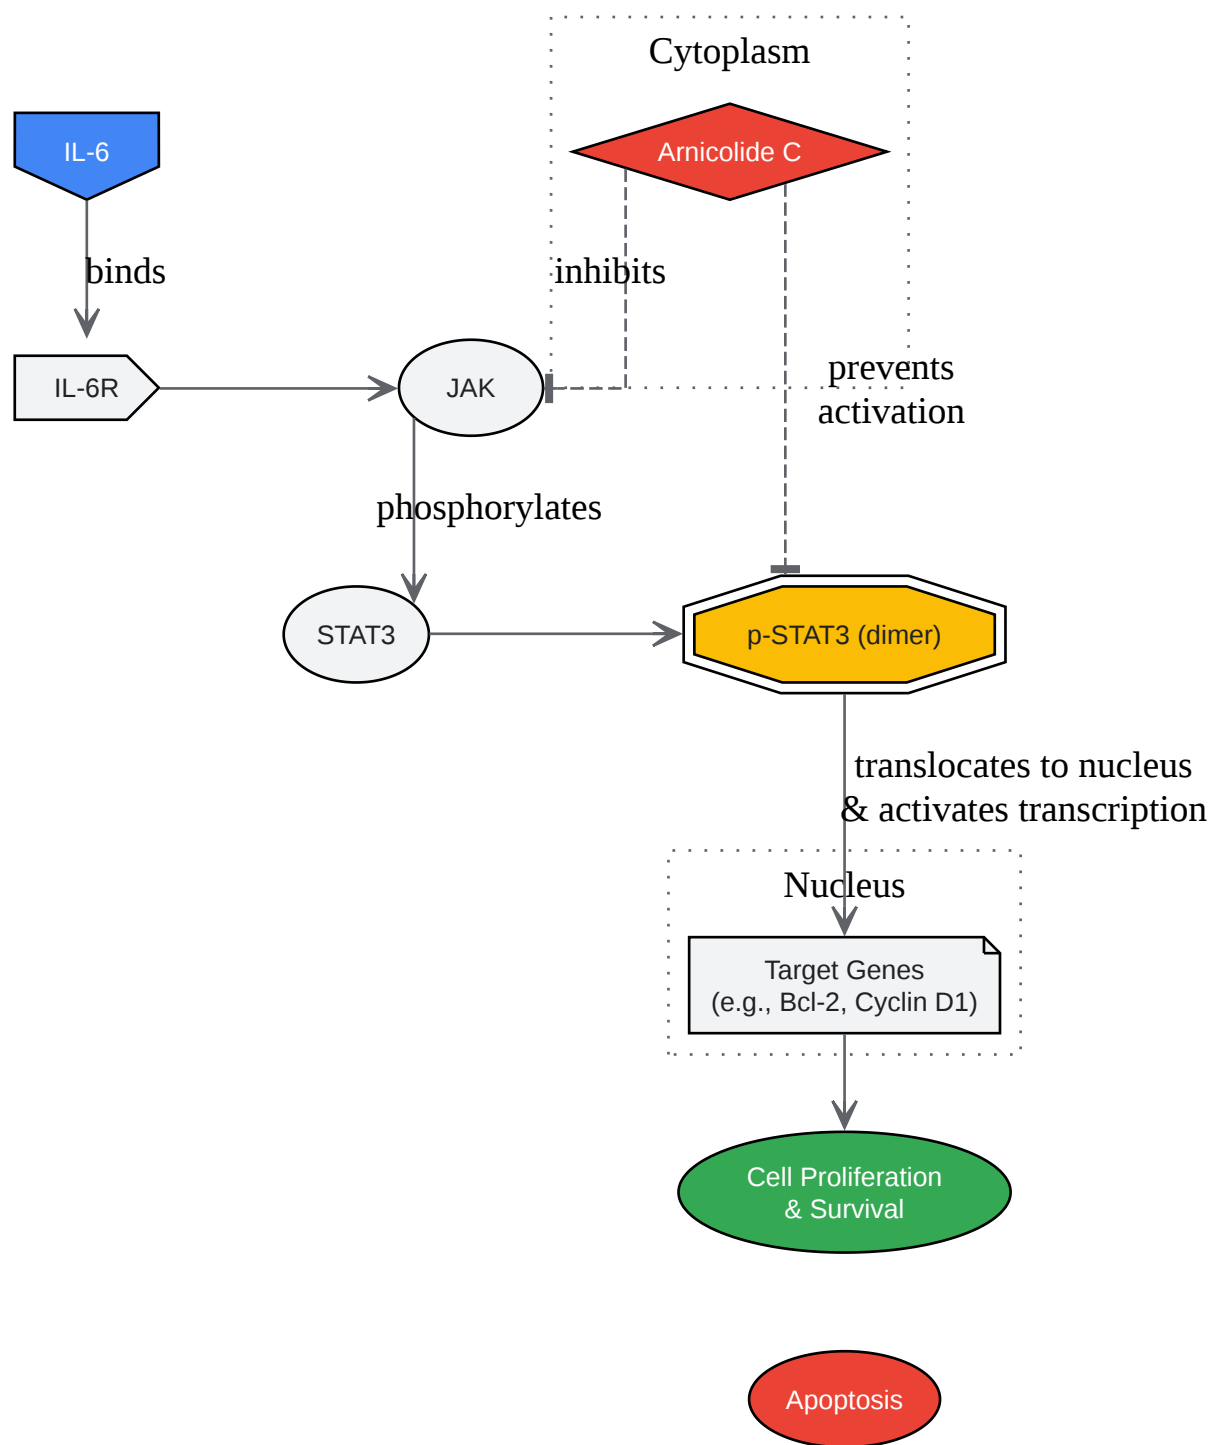 Cytoplasm
IL-6
Arnicolide C
binds
inhibits
prevents
activation
IL-6R
JAK
phosphorylates
STAT3
p-STAT3 (dimer)
translocates to nucleus
& activates transcription
Nucleus
Target Genes
(e.g., Bcl-2, Cyclin D1)
Cell Proliferation
& Survival
Apoptosis